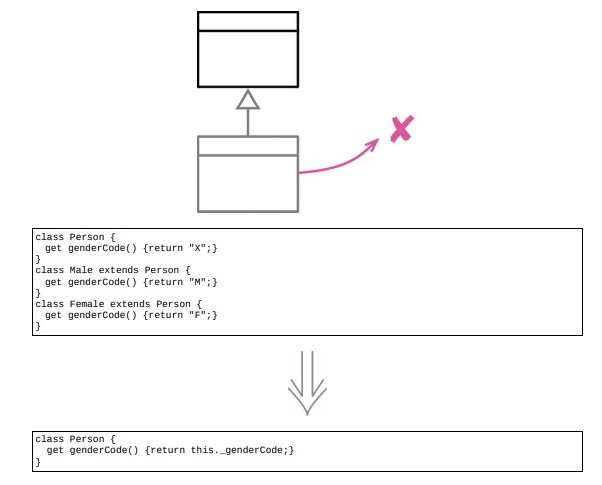 class Person {
  get genderCode() {return "X";}
}
class Male extends Person {
  get genderCode() {return "M";}
}
class Female extends Person {
  get genderCode() {return "F";}
}
class Person {
  get genderCode() {return this._genderCode;}
}